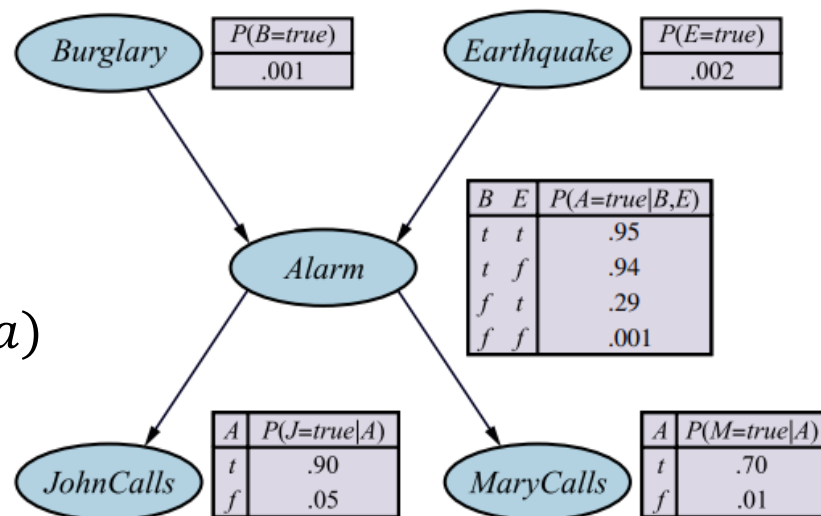 Burglary
P(B=true)
.001
Earthquake
P(E=true)
.002
Alarm
B E P(A=true|B,E)
t t .95
t f .94
f t .29
f f .001
a)
JohnCalls
A P(J=true|A)
t .90
f .05
MaryCalls
A P(M=true|A)
t .70
f .01